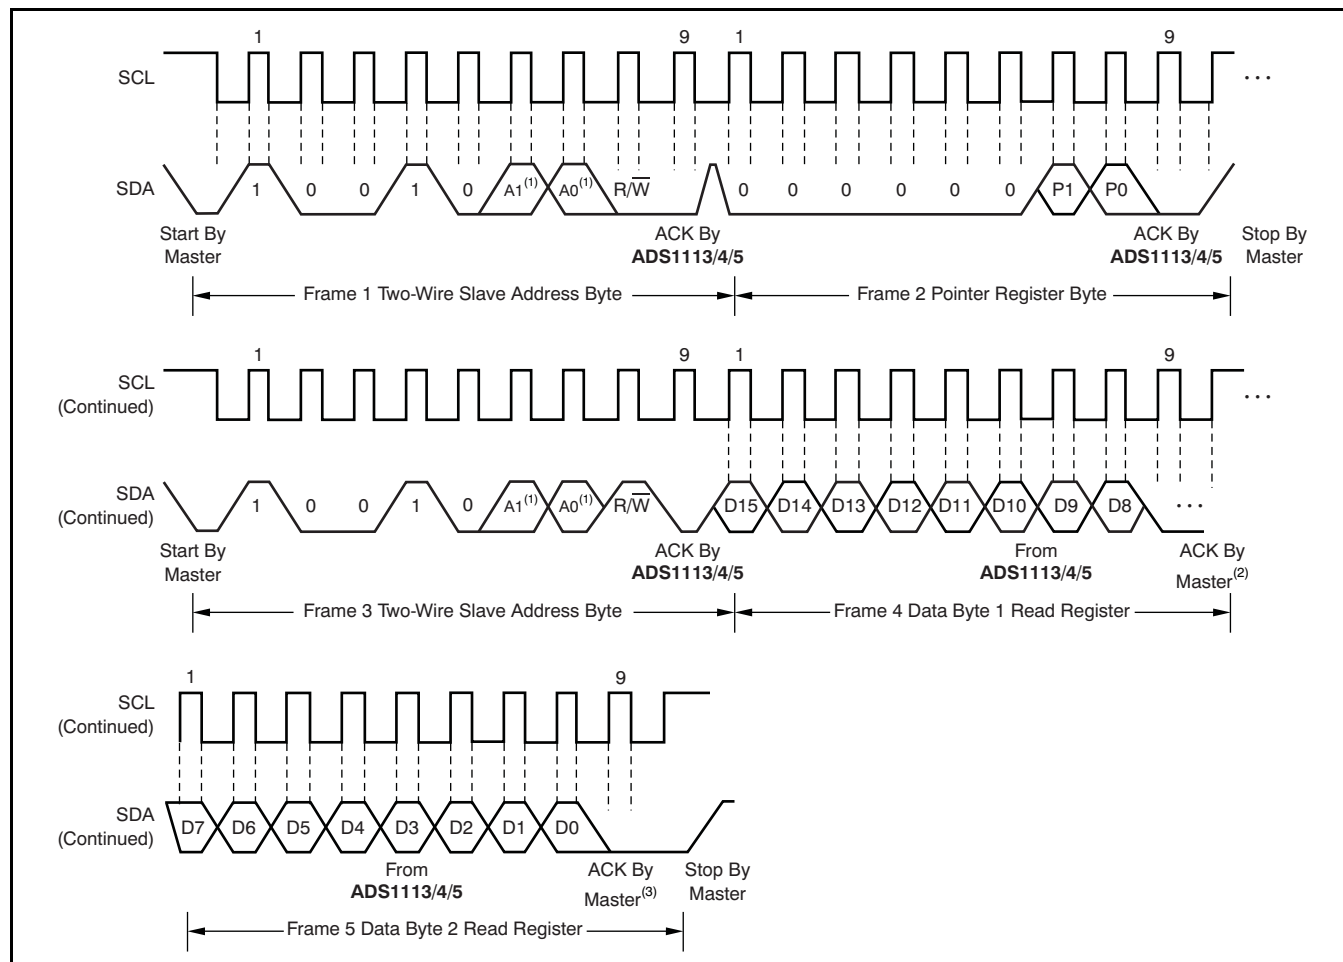 1 9 1 9
SCL ...
SDA 1 0 0 1 0 A1(1) A0(1) R/W̅ 0 0 0 0 0 0 P1 P0
Start By Master
ACK By ADS1113/4/5
ACK By ADS1113/4/5
Stop By Master
Frame 1 Two-Wire Slave Address Byte
Frame 2 Pointer Register Byte
1 9 1 9
SCL (Continued) ...
SDA (Continued) 1 0 0 1 0 A1(1) A0(1) R/W̅ D15 D14 D13 D12 D11 D10 D9 D8 ...
Start By Master
ACK By ADS1113/4/5
From ADS1113/4/5
ACK By Master(2)
Frame 3 Two-Wire Slave Address Byte
Frame 4 Data Byte 1 Read Register
1 9
SCL (Continued)
SDA (Continued) D7 D6 D5 D4 D3 D2 D1 D0
From ADS1113/4/5
ACK By Master(3)
Stop By Master
Frame 5 Data Byte 2 Read Register